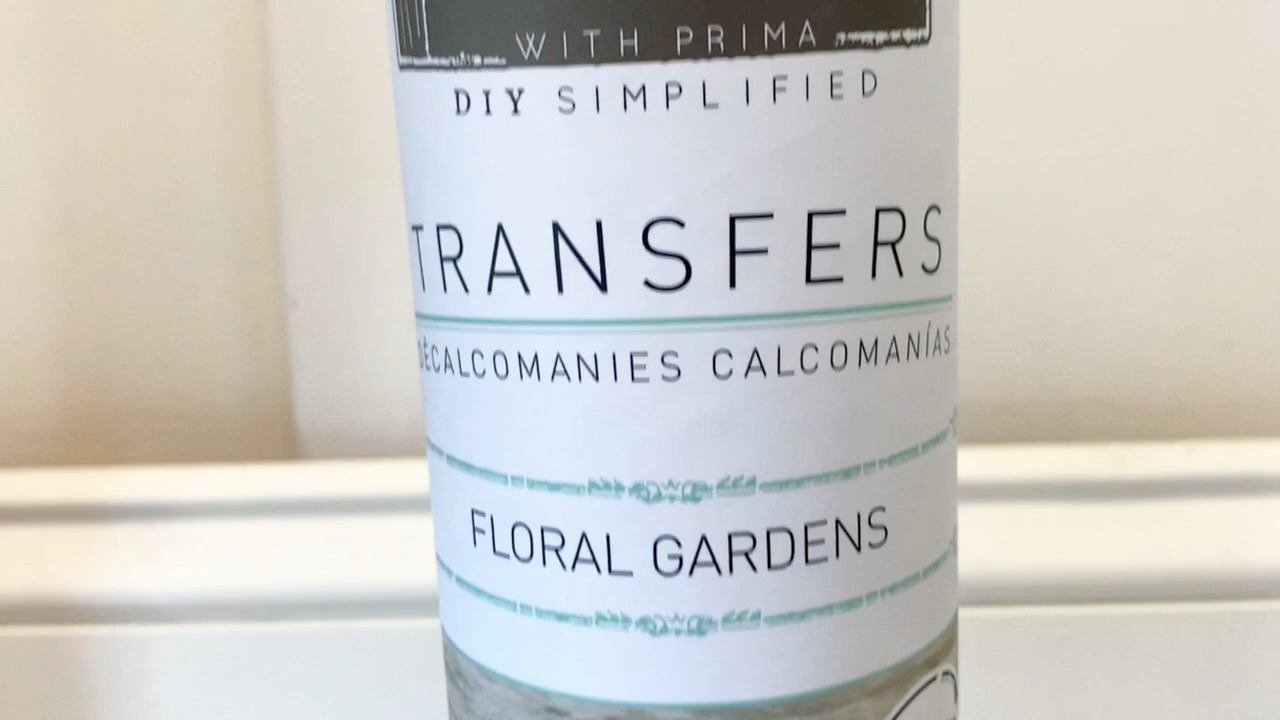 WITH PRIMA
DIY SIMPLIFIED
TRANSFERS
DÉCALCOMANIES CALCOMANÍAS
FLORAL GARDENS